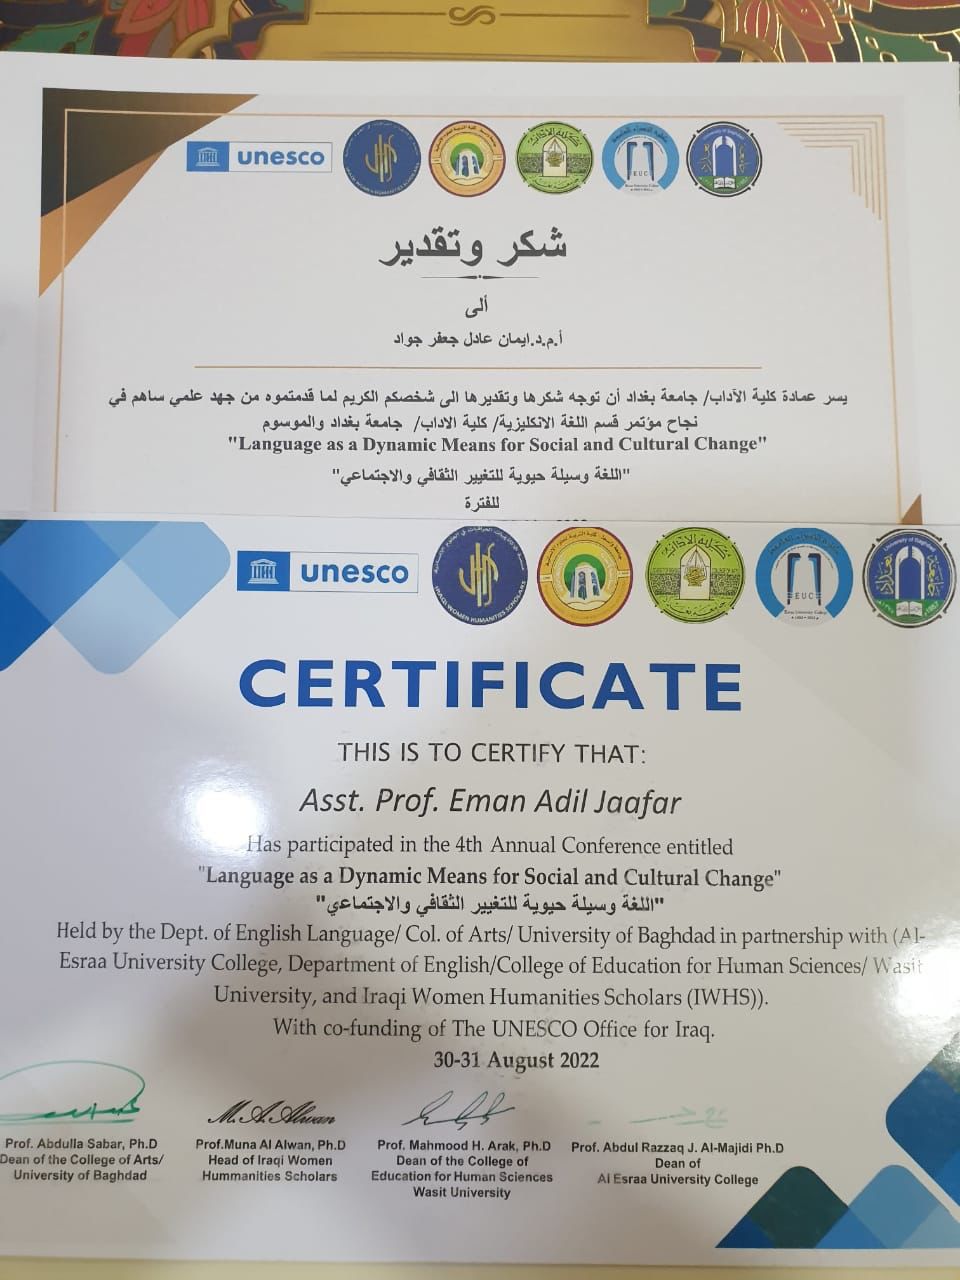 unesco
شكر وتقدير
ألى
أ.م.د.ايمان عادل جعفر جواد
يسر عمادة كلية الآداب/ جامعة بغداد أن توجه شكرها وتقديرها الى شخصكم الكريم لما قدمتموه من جهد علمي ساهم في
نجاح مؤتمر قسم اللغة الانكليزية/ كلية الاداب/ جامعة بغداد والموسوم
"Language as a Dynamic Means for Social and Cultural Change"
"اللغة وسيلة حيوية للتغيير الثقافي والاجتماعي"
للفترة
unesco
IRAQI WOMEN HUMANITIES SCHOLARS
EUC
University of Baghdad
CERTIFICATE
THIS IS TO CERTIFY THAT:
Asst. Prof. Eman Adil Jaafar
Has participated in the 4th Annual Conference entitled
"Language as a Dynamic Means for Social and Cultural Change"
"اللغة وسيلة حيوية للتغيير الثقافي والاجتماعي"
Held by the Dept. of English Language/ Col. of Arts/ University of Baghdad in partnership with (Al-
Esraa University College, Department of English/College of Education for Human Sciences/ Wasit
University, and Iraqi Women Humanities Scholars (IWHS)).
With co-funding of The UNESCO Office for Iraq.
30-31 August 2022
M. A. Alwan
Prof. Abdulla Sabar, Ph.D
Dean of the College of Arts/
University of Baghdad
Prof.Muna Al Alwan, Ph.D
Head of Iraqi Women
Hummanities Scholars
Prof. Mahmood H. Arak, Ph.D
Dean of the College of
Education for Human Sciences
Wasit University
Prof. Abdul Razzaq J. Al-Majidi Ph.D
Dean of
Al Esraa University College